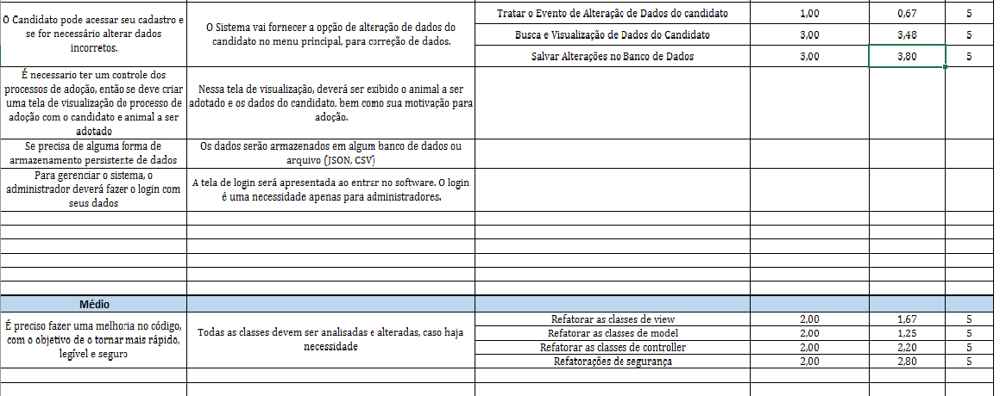 O Candidato pode acessar seu cadastro e
se for necessário alterar dados
incorretos.
O Sistema vai fornecer a opção de alteração de dados do
candidato no menu principal, para correção de dados.
Tratar o Evento de Alteração de Dados do candidato 1,00 0,67 5
Busca e Visualização de Dados do Candidato 3,00 3,48 5
Salvar Alterações no Banco de Dados 3,00 3,80 5
É necessario ter um controle dos
processos de adoção, então se deve criar
uma tela de visualização do processo de
adoção com o candidato e animal a ser
adotado
Nessa tela de visualização, deverá ser exibido o animal a ser
adotado e os dados do candidato, bem como sua motivação para
adoção.
Se precisa de alguma forma de
armazenamento persistente de dados
Os dados serão armazenados em algum banco de dados ou
arquivo (JSON, CSV)
Para gerenciar o sistema, o
administrador deverá fazer o login com
seus dados
A tela de login será apresentada ao entrar no software. O login
é uma necessidade apenas para administradores.
Médio
É preciso fazer uma melhoria no código,
com o objetivo de o tornar mais rápido,
legível e seguro
Todas as classes devem ser analisadas e alteradas, caso haja
necessidade
Refatorar as classes de view 2,00 1,67 5
Refatorar as classes de model 2,00 1,25 5
Refatorar as classes de controller 2,00 2,20 5
Refatorações de segurança 2,00 2,80 5